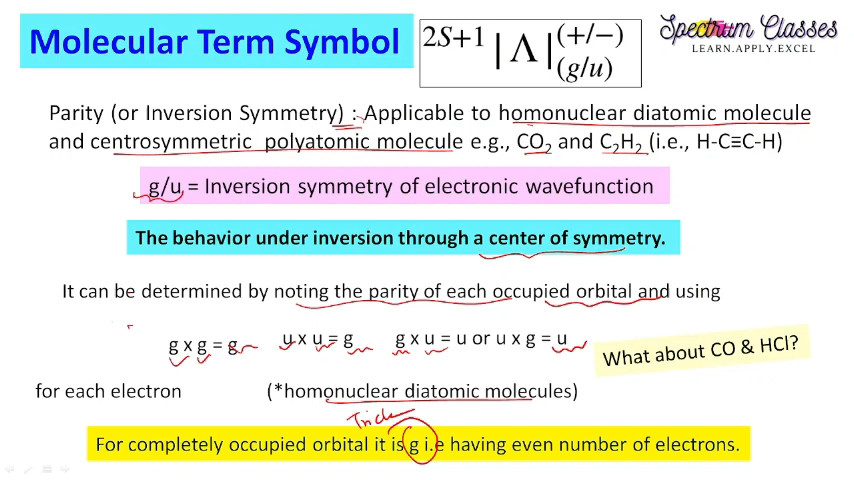 Molecular Term Symbol
2S+1|Λ|(+/−)(g/u)
Spectrum Classes
LEARN.APPLY.EXCEL
Parity (or Inversion Symmetry) : Applicable to homonuclear diatomic molecule
and centrosymmetric polyatomic molecule e.g., CO2 and C2H2 (i.e., H-C≡C-H)
g/u = Inversion symmetry of electronic wavefunction
The behavior under inversion through a center of symmetry.
It can be determined by noting the parity of each occupied orbital and using
g x g = g u x u = g g x u = u or u x g = u
What about CO & HCl?
for each electron (*homonuclear diatomic molecules)
Trick
For completely occupied orbital it is g i.e having even number of electrons.